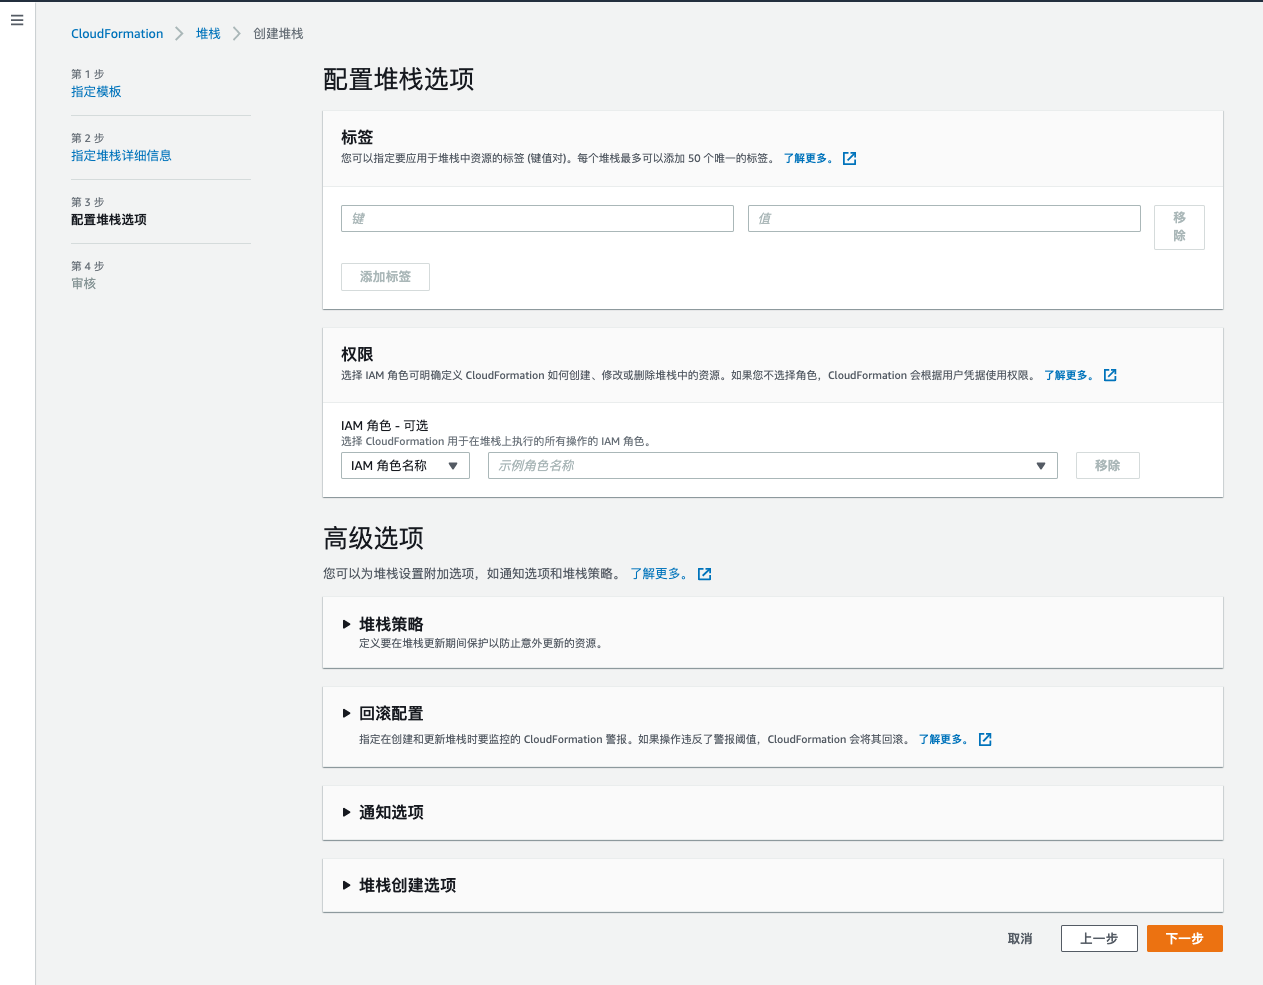 CloudFormation 堆栈 创建堆栈
第 1 步
指定模板
第 2 步
指定堆栈详细信息
第 3 步
配置堆栈选项
第 4 步
审核
配置堆栈选项
标签
您可以指定要应用于堆栈中资源的标签 (键值对)。每个堆栈最多可以添加 50 个唯一的标签。 了解更多。
键 值 移
除
添加标签
权限
选择 IAM 角色可明确定义 CloudFormation 如何创建、修改或删除堆栈中的资源。如果您不选择角色，CloudFormation 会根据用户凭据使用权限。 了解更多。
IAM 角色 - 可选
选择 CloudFormation 用于在堆栈上执行的所有操作的 IAM 角色。
IAM 角色名称 示例角色名称 移除
高级选项
您可以为堆栈设置附加选项，如通知选项和堆栈策略。 了解更多。
堆栈策略
定义要在堆栈更新期间保护以防止意外更新的资源。
回滚配置
指定在创建和更新堆栈时要监控的 CloudFormation 警报。如果操作违反了警报阈值，CloudFormation 会将其回滚。 了解更多。
通知选项
堆栈创建选项
取消 上一步 下一步